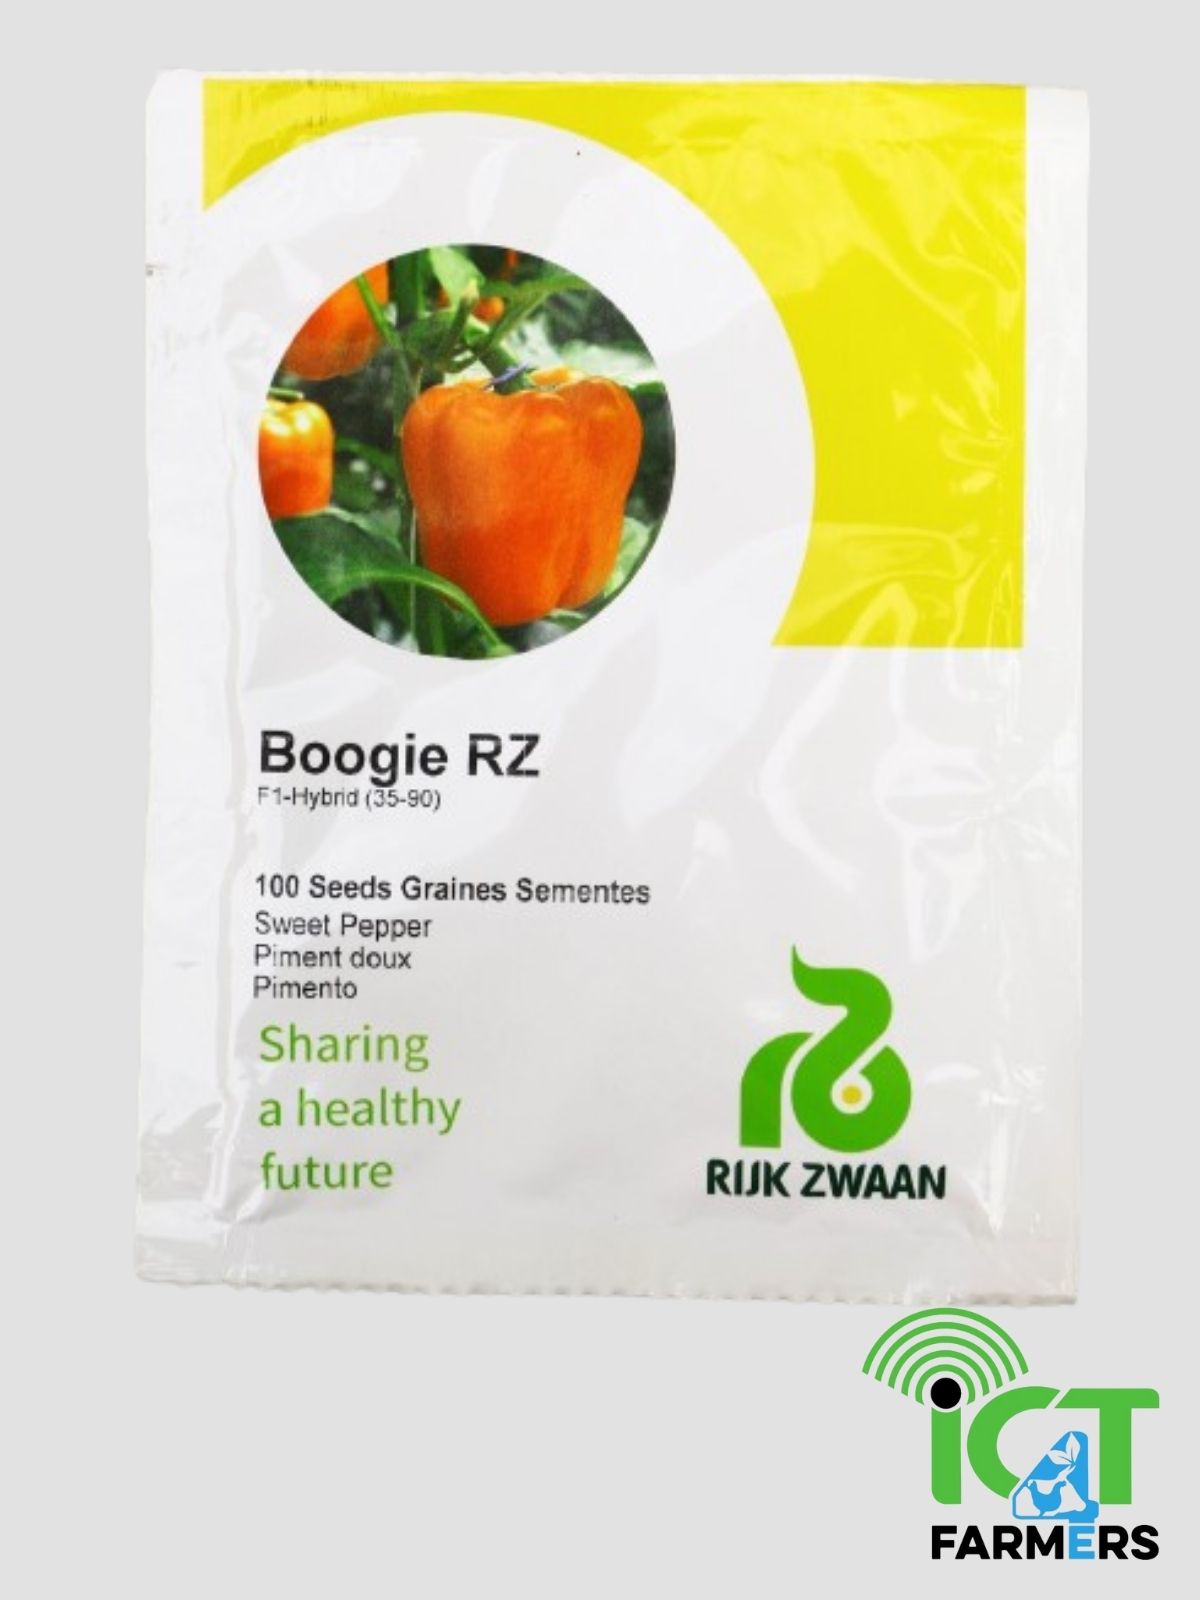 Boogie RZ
F1-Hybrid (35-90)
100 Seeds Graines Sementes
Sweet Pepper
Piment doux
Pimento
Sharing
a healthy
future
RIJK ZWAAN
iC4T
FARMERS